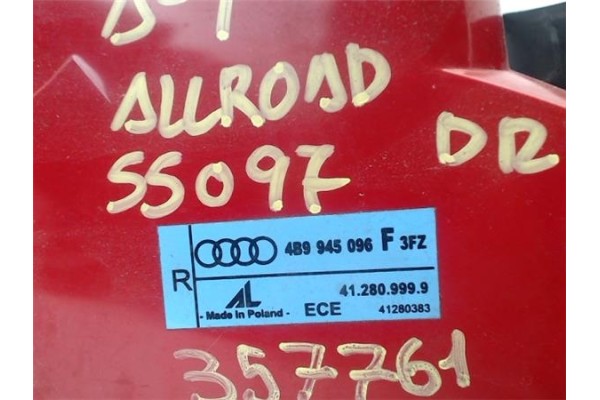 ALLROAD
SS097 DR
4B9 945 096 F 3FZ
R
AL 41.280.999.9
- Made in Poland - ECE 41280383
357761